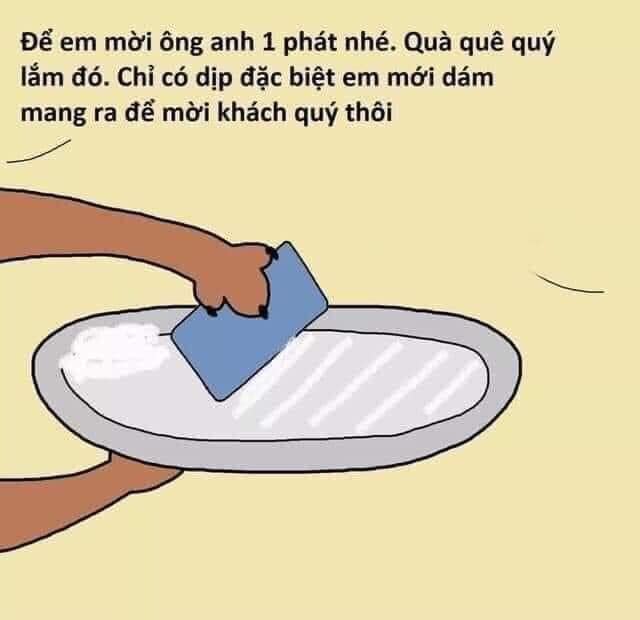 Để em mời ông anh 1 phát nhé. Quà quê quý
lắm đó. Chỉ có dịp đặc biệt em mới dám
mang ra để mời khách quý thôi